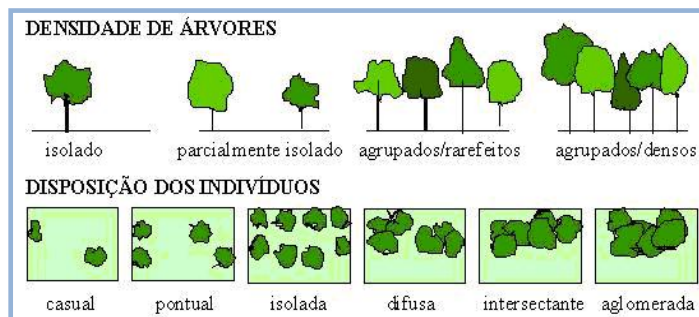 DENSIDADE DE ÁRVORES
isolado parcialmente isolado agrupados/rarefeitos agrupados/densos
DISPOSIÇÃO DOS INDIVÍDUOS
casual pontual isolada difusa intersectante aglomerada